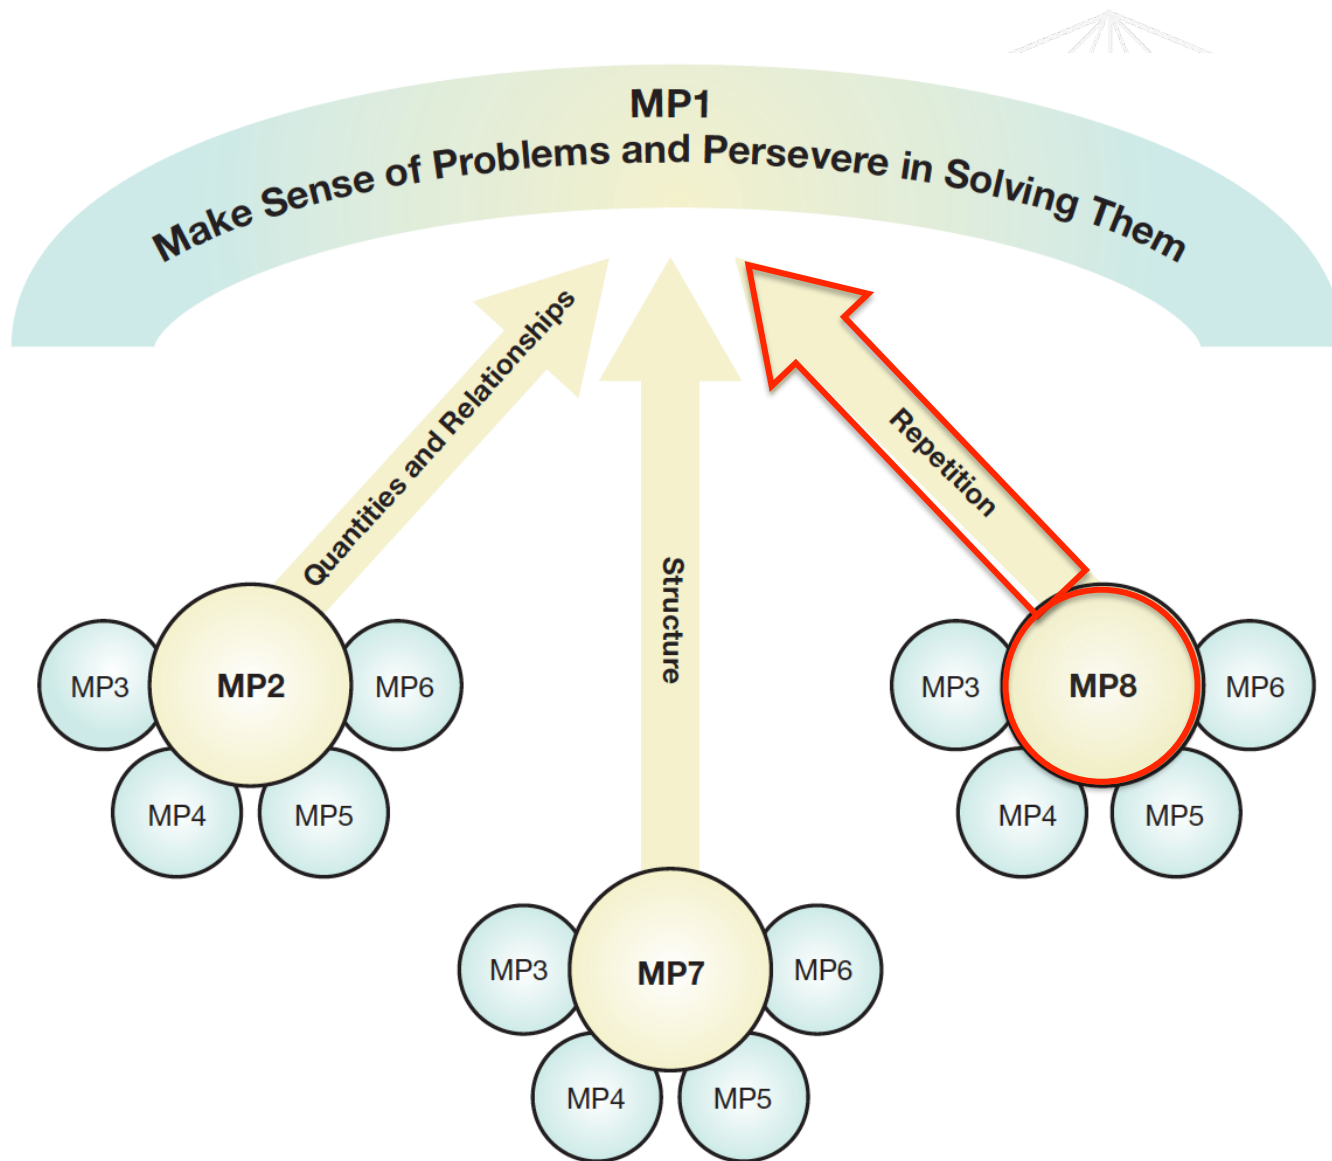 MP1
Make Sense of Problems and Persevere in Solving Them
Quantities and Relationships
Structure
Repetition
MP3
MP2
MP6
MP4
MP5
MP3
MP8
MP6
MP4
MP5
MP3
MP7
MP6
MP4
MP5